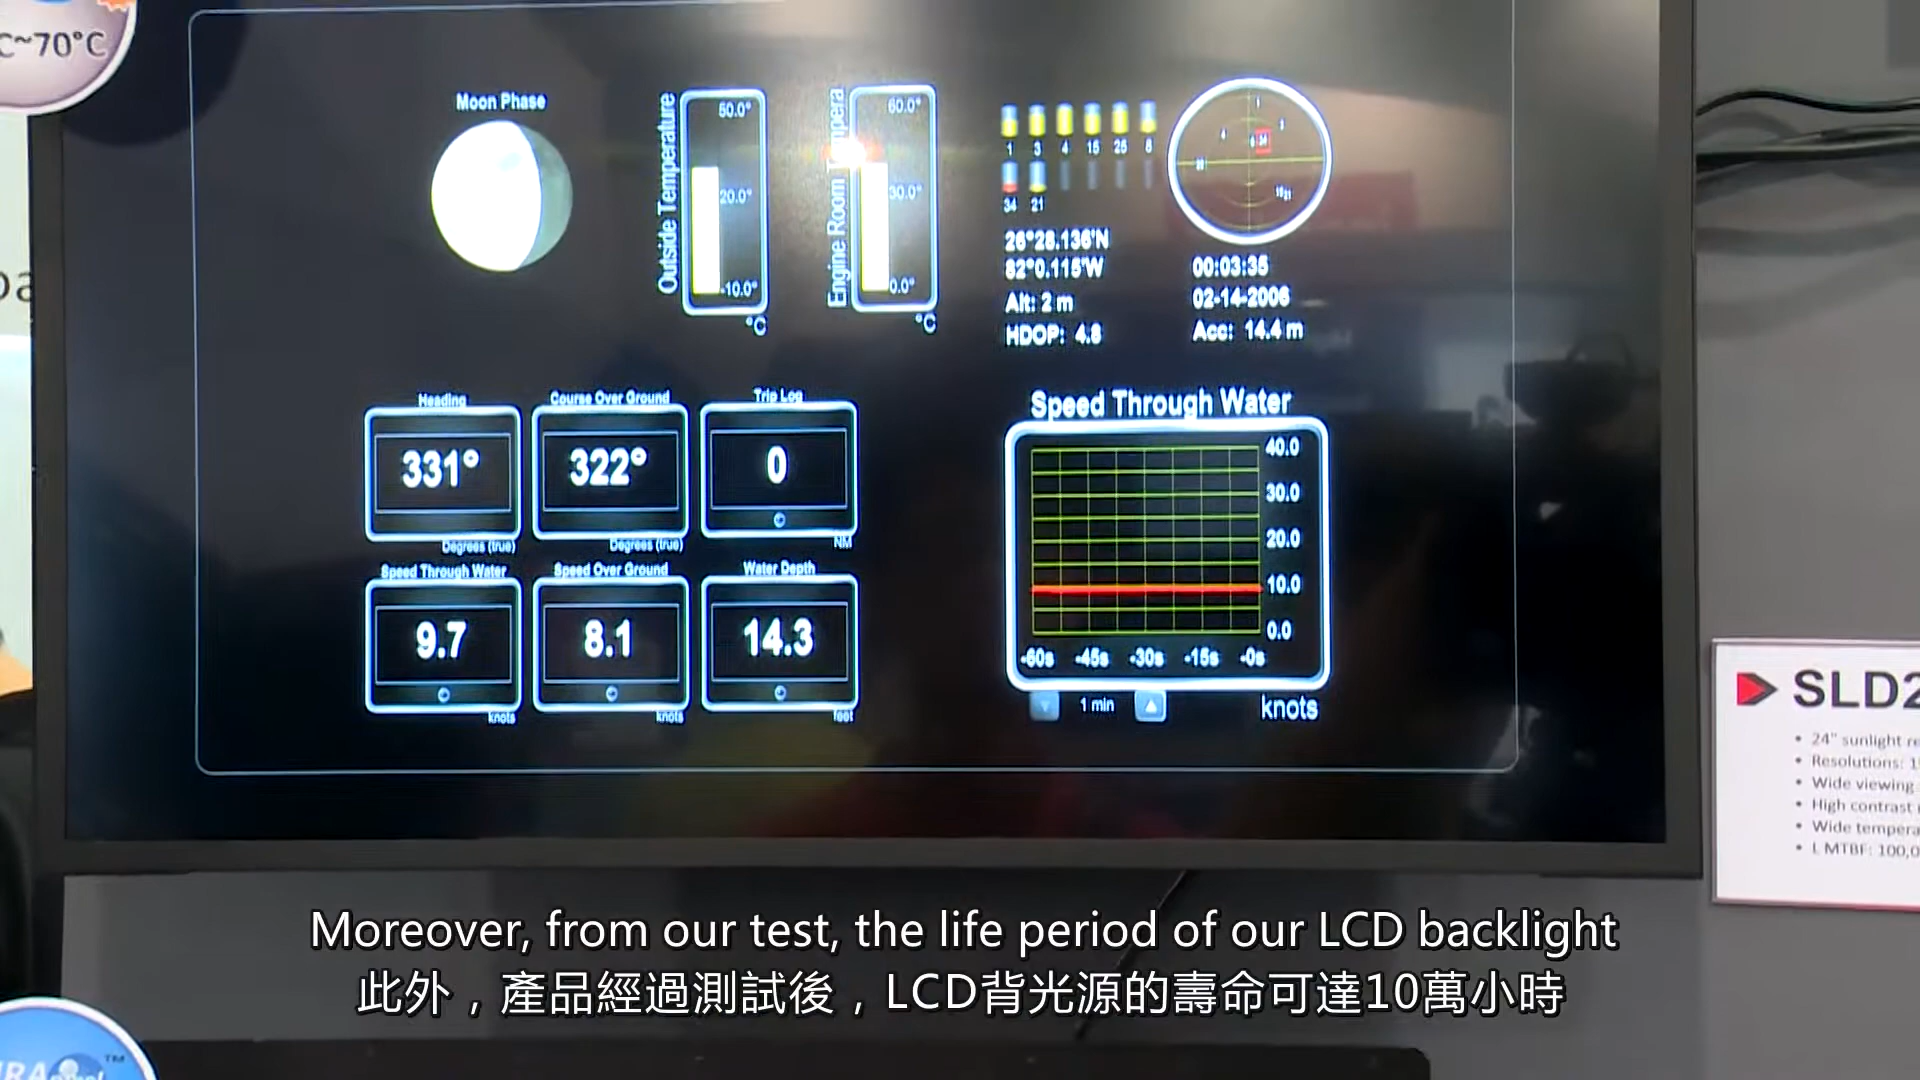 C~70°C
Moon Phase
Outside Temperature
50.0°
20.0°
-10.0°
°C
Engine Room Tempera
60.0°
30.0°
0.0°
°C
1 3 4 15 25 8
34 21
26°28.136'N
82°0.115'W
Alt: 2 m
HDOP: 4.8
00:03:35
02-14-2006
Acc: 14.4 m
Heading
331°
Degrees (true)
Course Over Ground
322°
Degrees (true)
Trip Log
0
NM
Speed Through Water
9.7
knots
Speed Over Ground
8.1
knots
Water Depth
14.3
feet
Speed Through Water
40.0
30.0
20.0
10.0
0.0
-60s -45s -30s -15s -0s
1 min
knots
SLD2
• 24" sunlight re
• Resolutions: 1
• Wide viewing
• High contrast
• Wide tempera
• L MTBF: 100,0
Moreover, from our test, the life period of our LCD backlight
此外，產品經過測試後，LCD背光源的壽命可達10萬小時